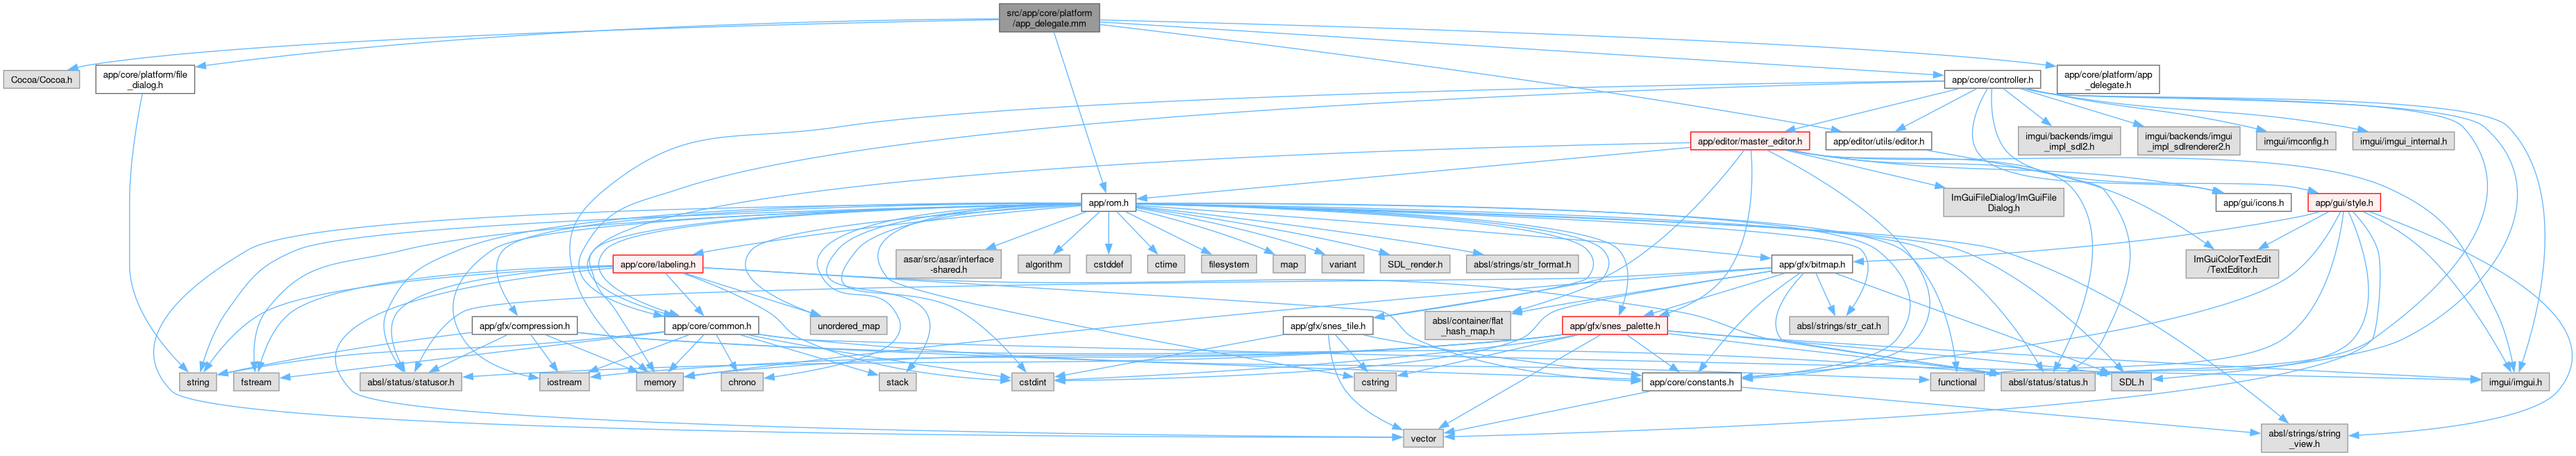 src/app/core/platform
/app_delegate.mm
Cocoa/Cocoa.h
app/core/platform/file
_dialog.h
app/core/controller.h
app/core/platform/app
_delegate.h
app/editor/master_editor.h
app/editor/utils/editor.h
imgui/backends/imgui
_impl_sdl2.h
imgui/backends/imgui
_impl_sdlrenderer2.h
imgui/imconfig.h
imgui/imgui_internal.h
app/rom.h
ImGuiFileDialog/ImGuiFile
Dialog.h
app/gui/icons.h
app/gui/style.h
app/core/labeling.h
asar/src/asar/interface
-shared.h
algorithm
cstddef
ctime
filesystem
map
variant
SDL_render.h
absl/strings/str_format.h
app/gfx/bitmap.h
ImGuiColorTextEdit
/TextEditor.h
app/gfx/compression.h
app/core/common.h
unordered_map
app/gfx/snes_tile.h
absl/container/flat
_hash_map.h
app/gfx/snes_palette.h
absl/strings/str_cat.h
string
fstream
absl/status/statusor.h
iostream
memory
chrono
stack
cstdint
cstring
app/core/constants.h
functional
absl/status/status.h
SDL.h
imgui/imgui.h
vector
absl/strings/string
_view.h